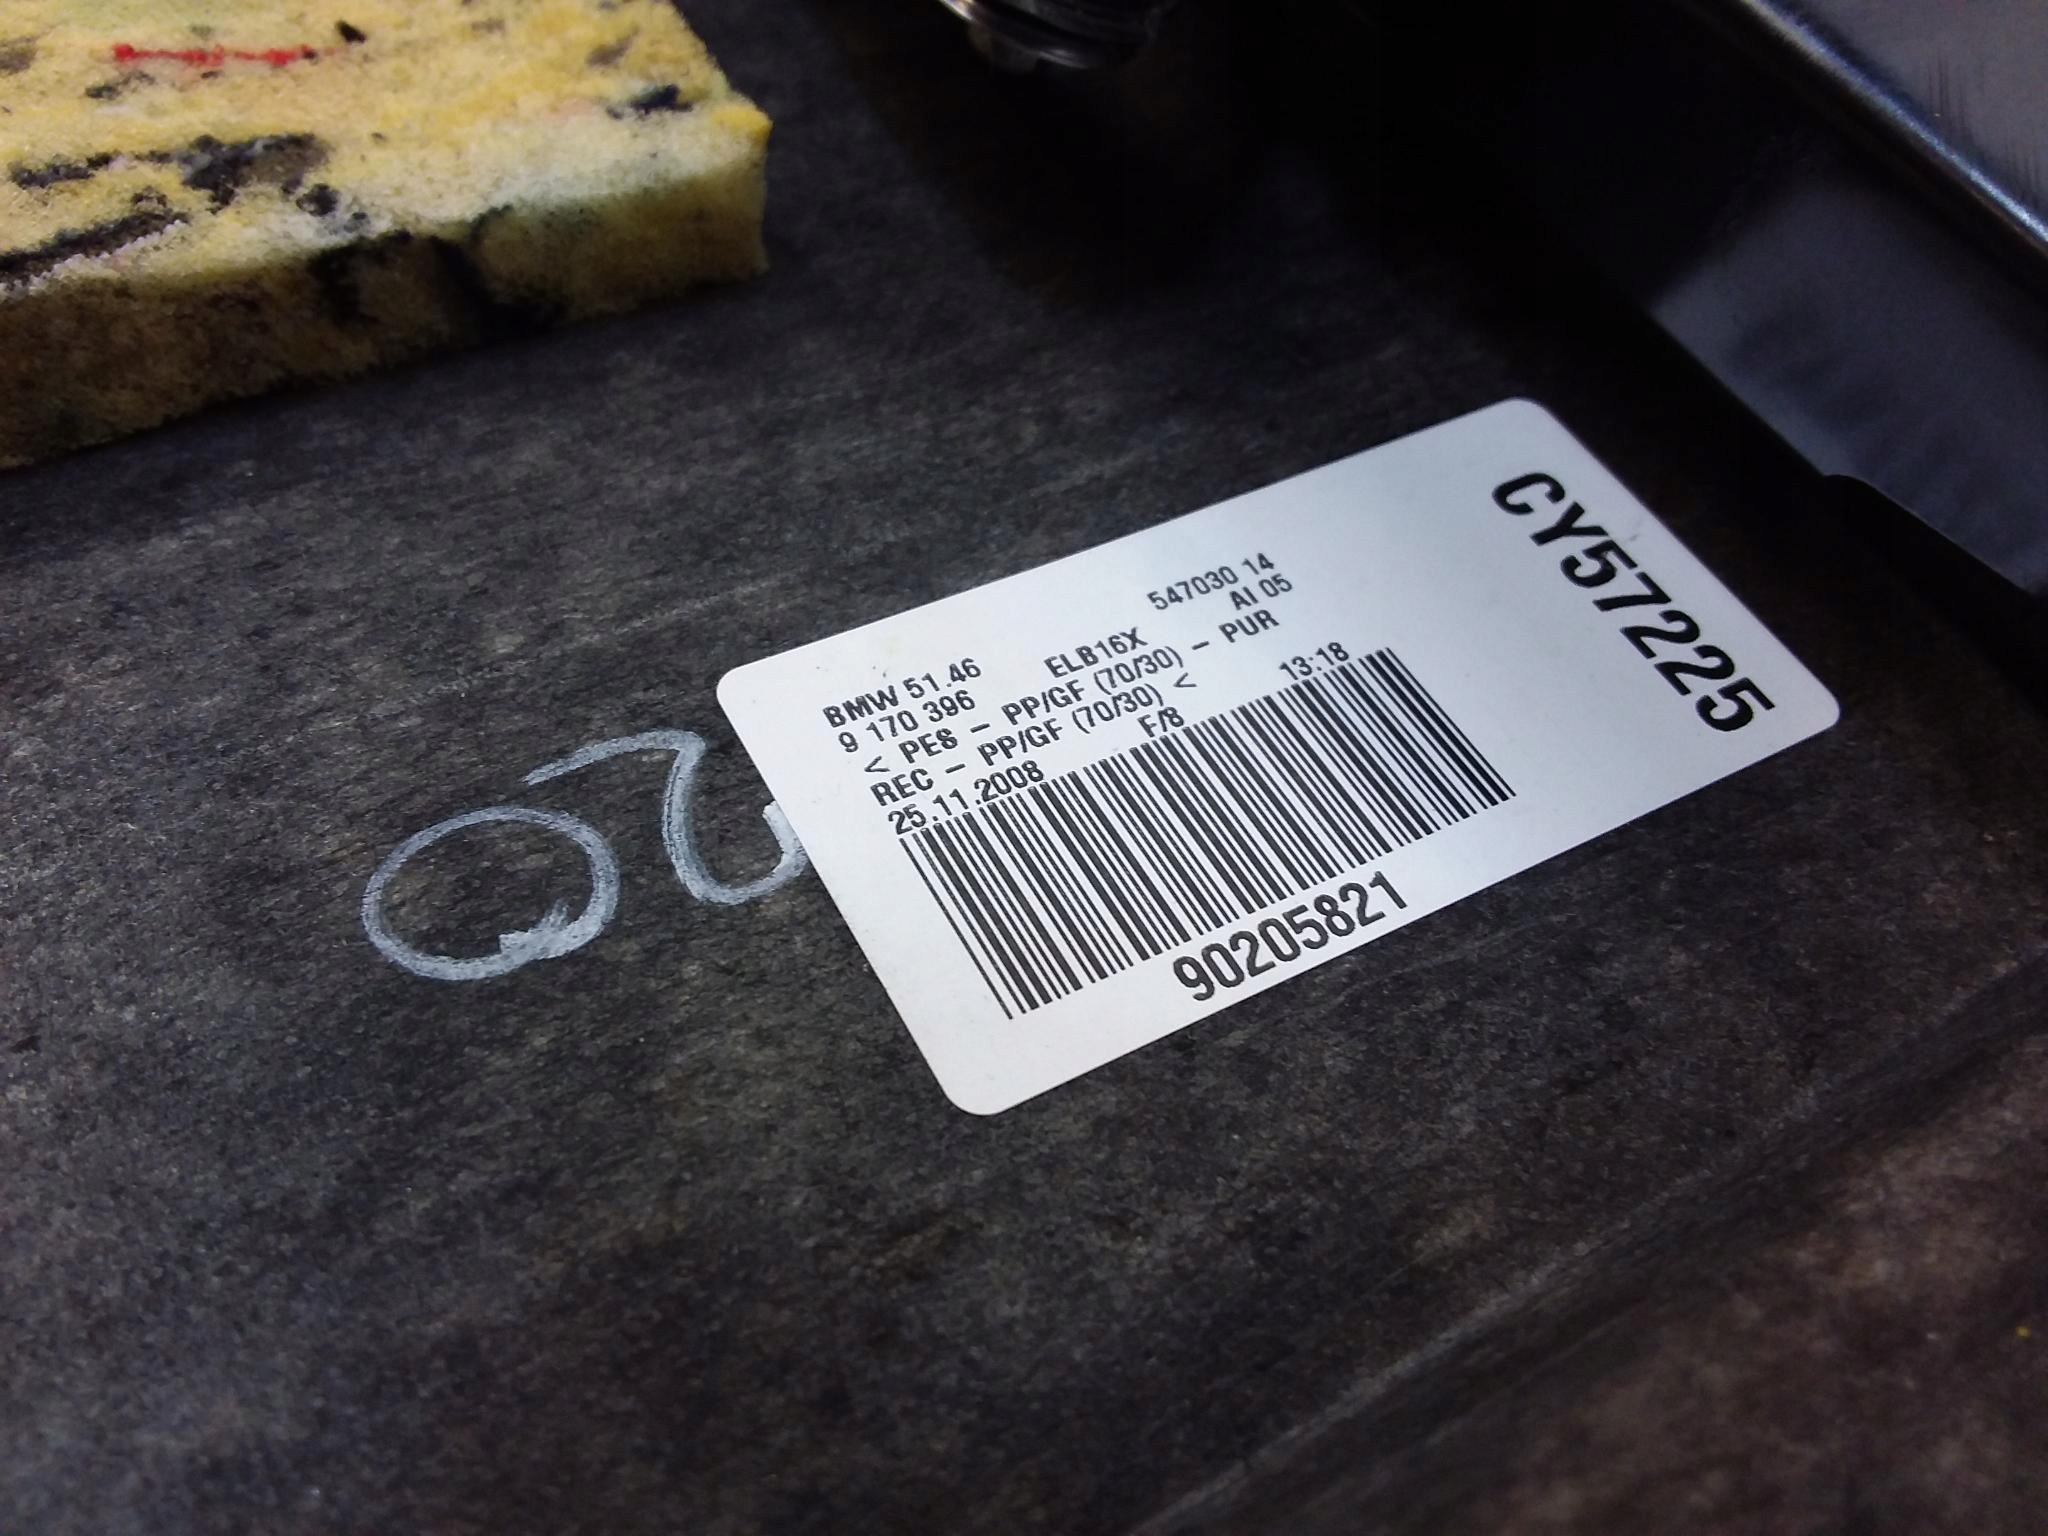 BMW 51.46 547030 14
9 170 396 ELB16X AI 05
< PES – PP/GF (70/30) – PUR
REC – PP/GF (70/30) <
25.11.2008 F/8 13:18
90205821
CY57225
02